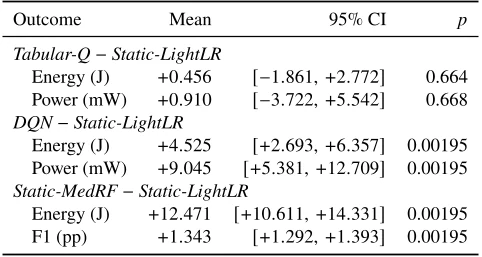 Outcome Mean 95% CI p
Tabular-Q − Static-LightLR
Energy (J) +0.456 [−1.861, +2.772] 0.664
Power (mW) +0.910 [−3.722, +5.542] 0.668
DQN − Static-LightLR
Energy (J) +4.525 [+2.693, +6.357] 0.00195
Power (mW) +9.045 [+5.381, +12.709] 0.00195
Static-MedRF − Static-LightLR
Energy (J) +12.471 [+10.611, +14.331] 0.00195
F1 (pp) +1.343 [+1.292, +1.393] 0.00195